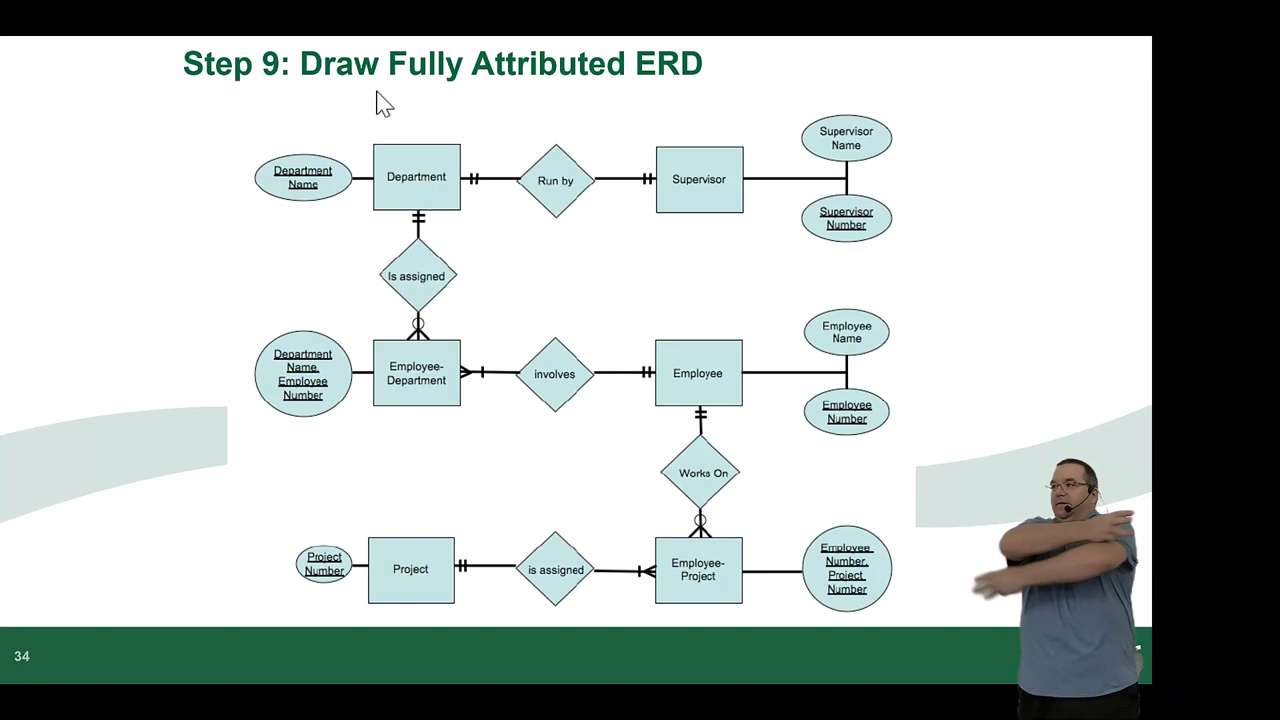 Step 9: Draw Fully Attributed ERD
Supervisor
Name
Department
Name
Department
Run by
Supervisor
Supervisor
Number
Is assigned
Employee
Name
Department
Name,
Employee
Number
Employee-
Department
involves
Employee
Employee
Number
Works On
Project
Number
Project
is assigned
Employee-
Project
Employee
Number,
Project
Number
34